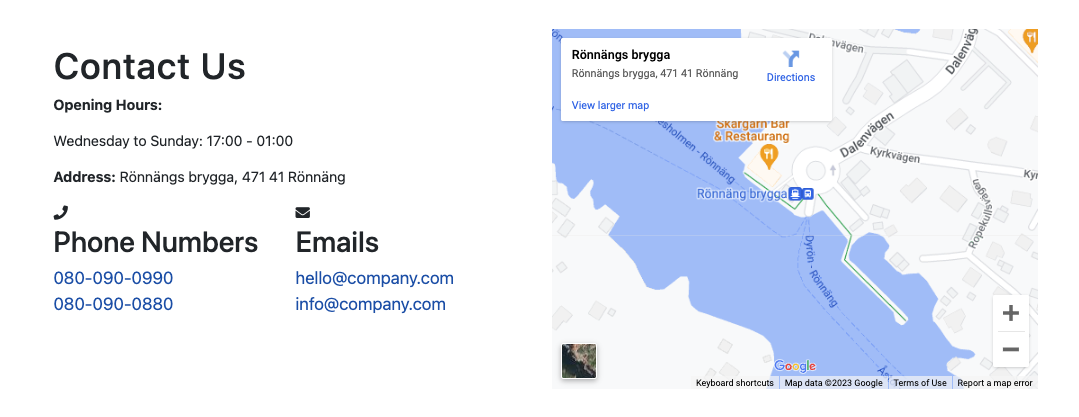 Contact Us
Opening Hours:
Wednesday to Sunday: 17:00 - 01:00
Address: Rönnängs brygga, 471 41 Rönnäng
Phone Numbers
080-090-0990
080-090-0880
Emails
hello@company.com
info@company.com
Rönnängs brygga
Rönnängs brygga, 471 41 Rönnäng
Directions
View larger map
Dalenvägen
Dalenvägen
Skärgårn Bar
& Restaurang
Dalenvägen
Kyrkvägen
Rönnäng brygga
Ropekullsvägen
Dyrön - Rönnäng
Google
Keyboard shortcuts
Map data ©2023 Google
Terms of Use
Report a map error